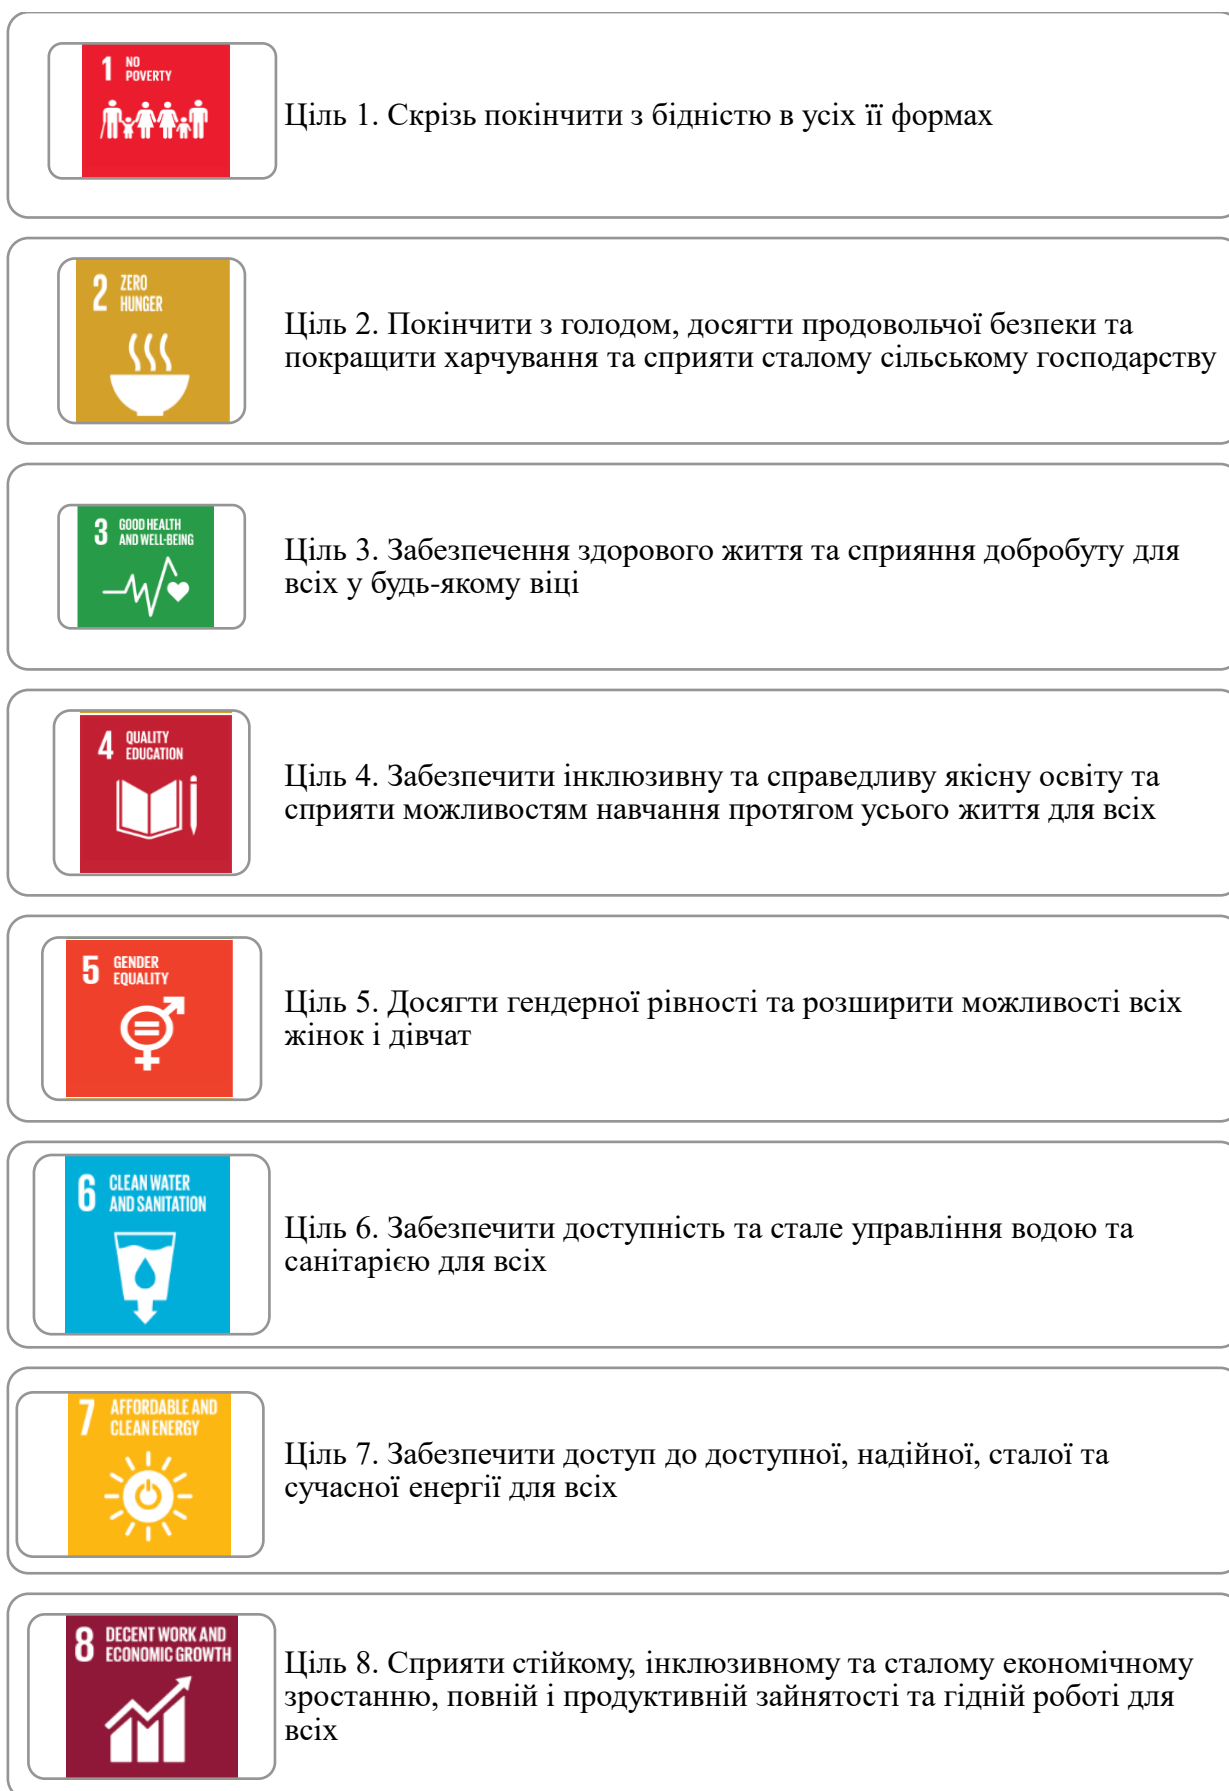 1 NO
POVERTY
Ціль 1. Скрізь покінчити з бідністю в усіх її формах
2 ZERO
HUNGER
Ціль 2. Покінчити з голодом, досягти продовольчої безпеки та
покращити харчування та сприяти сталому сільському господарству
3 GOOD HEALTH
AND WELL-BEING
Ціль 3. Забезпечення здорового життя та сприяння добробуту для
всіх у будь-якому віці
4 QUALITY
EDUCATION
Ціль 4. Забезпечити інклюзивну та справедливу якісну освіту та
сприяти можливостям навчання протягом усього життя для всіх
5 GENDER
EQUALITY
Ціль 5. Досягти гендерної рівності та розширити можливості всіх
жінок і дівчат
6 CLEAN WATER
AND SANITATION
Ціль 6. Забезпечити доступність та стале управління водою та
санітарією для всіх
7 AFFORDABLE AND
CLEAN ENERGY
Ціль 7. Забезпечити доступ до доступної, надійної, сталої та
сучасної енергії для всіх
8 DECENT WORK AND
ECONOMIC GROWTH
Ціль 8. Сприяти стійкому, інклюзивному та сталому економічному
зростанню, повній і продуктивній зайнятості та гідній роботі для
всіх